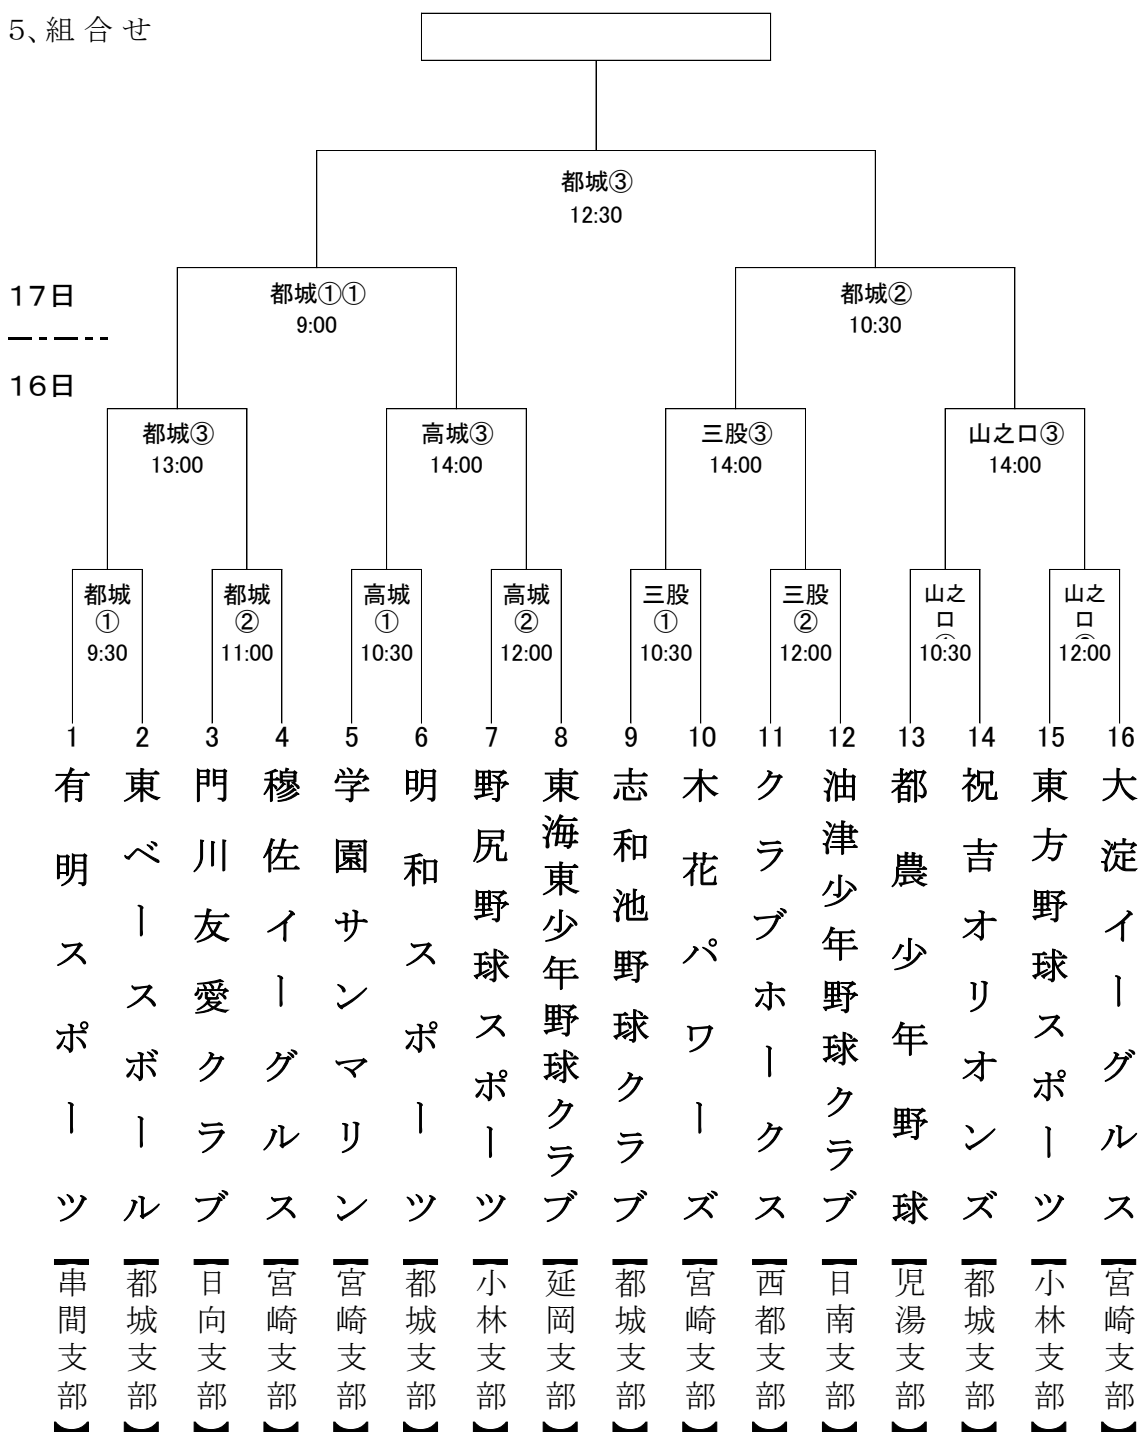 5、組合せ
都城③
12:30
17日
都城①①
9:00
都城②
10:30
16日
都城③
13:00
高城③
14:00
三股③
14:00
山之口③
14:00
都城
①
9:30
都城
②
11:00
高城
①
10:30
高城
②
12:00
三股
①
10:30
三股
②
12:00
山之
口
10:30
山之
口
12:00
1
2
3
4
5
6
7
8
9
10
11
12
13
14
15
16
有明スポーツ
東ベースボール
門川友愛クラブ
穆佐イーグルス
学園サンマリン
明和スポーツ
野尻野球スポーツ
東海東少年野球クラブ
志和池野球クラブ
木花パワーズ
クラブホークス
油津少年野球クラブ
都農少年野球
祝吉オリオンズ
東方野球スポーツ
大淀イーグルス
【串間支部】
【都城支部】
【日向支部】
【宮崎支部】
【宮崎支部】
【都城支部】
【小林支部】
【延岡支部】
【都城支部】
【宮崎支部】
【西都支部】
【日南支部】
【児湯支部】
【都城支部】
【小林支部】
【宮崎支部】